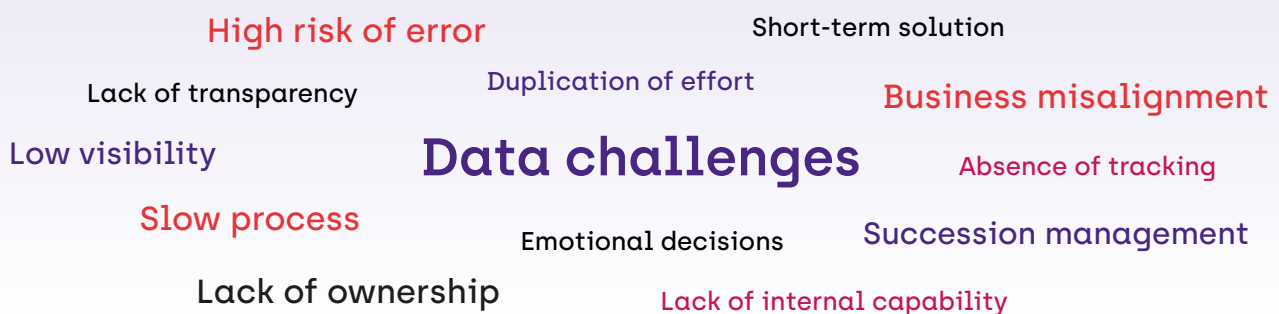 High risk of error
Short-term solution
Lack of transparency
Duplication of effort
Business misalignment
Low visibility
Data challenges
Absence of tracking
Slow process
Emotional decisions
Succession management
Lack of ownership
Lack of internal capability